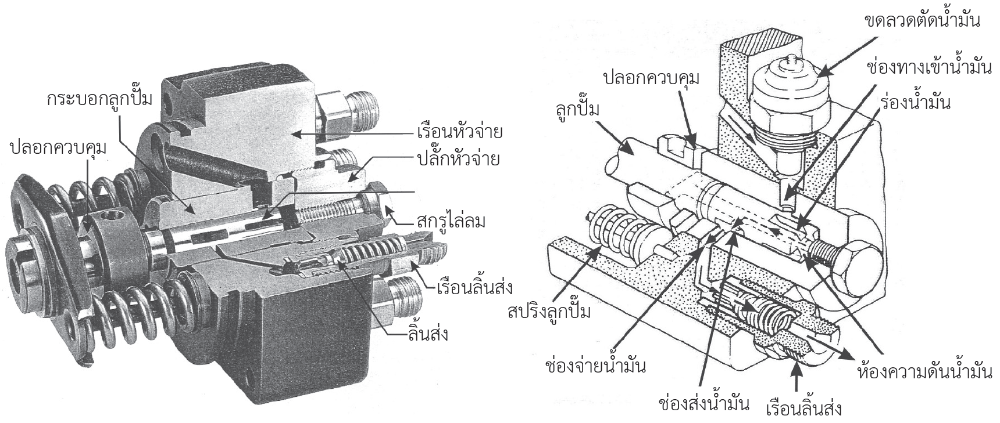 กระบอกลูกปั๊ม
ปลอกควบคุม
เรือนหัวจ่าย
ปลั๊กหัวจ่าย
สกรูไล่ลม
เรือนลิ้นส่ง
ลิ้นส่ง
ขดลวดตัดน้ำมัน
ช่องทางเข้าน้ำมัน
ร่องน้ำมัน
ปลอกควบคุม
ลูกปั๊ม
สปริงลูกปั๊ม
ช่องจ่ายน้ำมัน
ช่องส่งน้ำมัน
เรือนลิ้นส่ง
ห้องความดันน้ำมัน